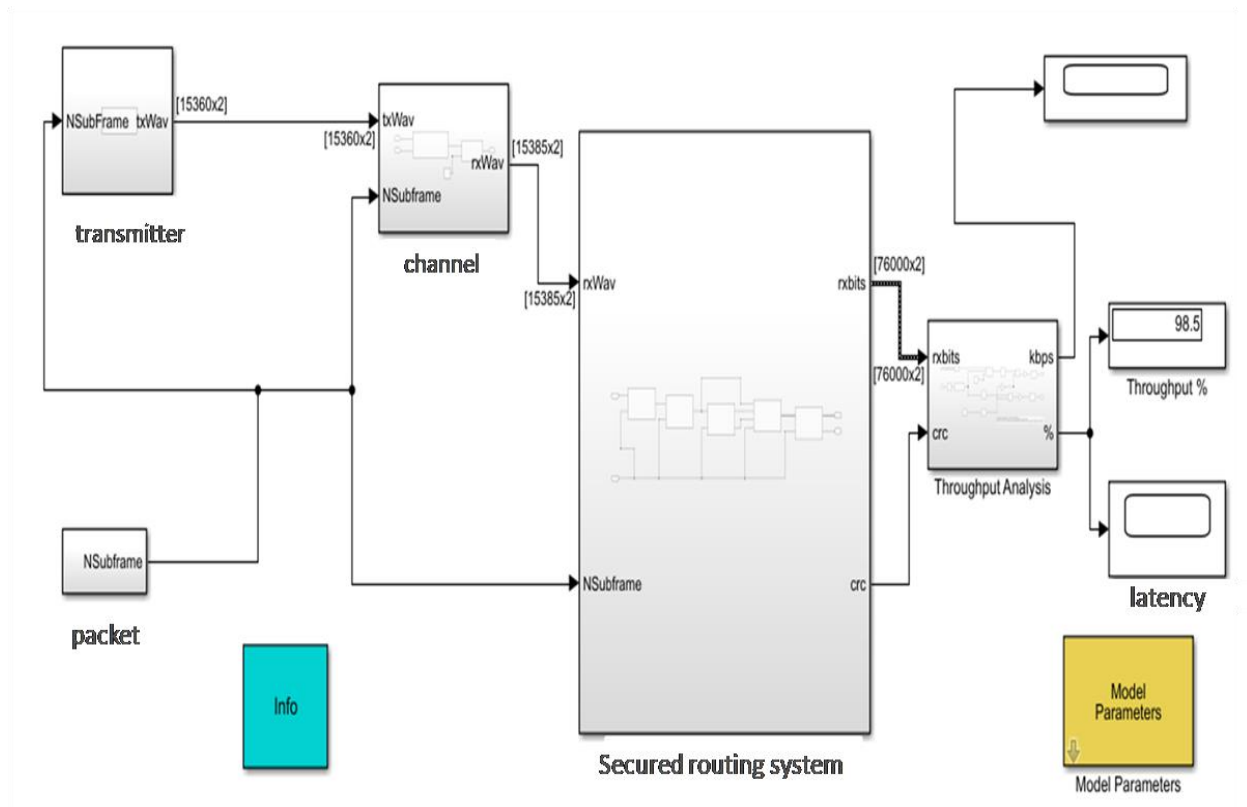 NSubFrame
txWav
[15360x2]
transmitter
[15360x2]
txWav
rxWav
NSubframe
channel
[15385x2]
[15385x2]
rxWav
rxbits
NSubframe
crc
Secured routing system
[76000x2]
[76000x2]
rxbits
kbps
crc
%
Throughput Analysis
98.5
Throughput %
latency
NSubframe
packet
Info
Model
Parameters
Model Parameters